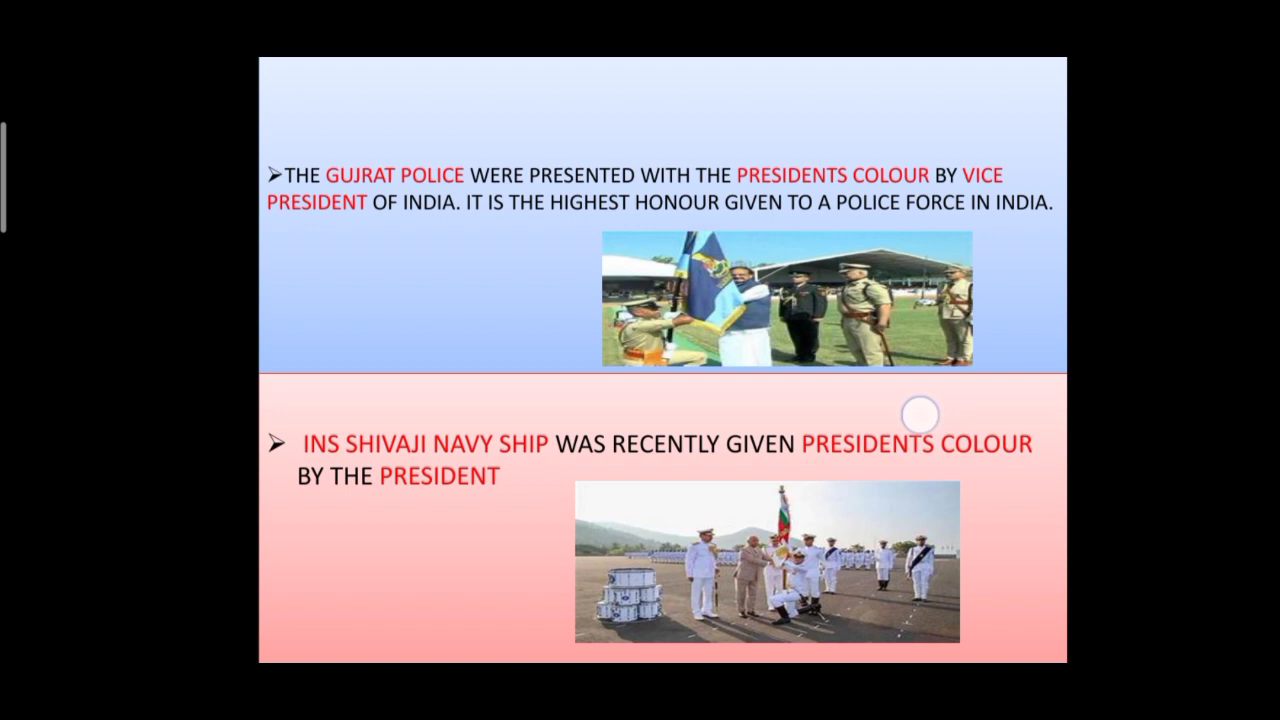 ➢THE GUJRAT POLICE WERE PRESENTED WITH THE PRESIDENTS COLOUR BY VICE
PRESIDENT OF INDIA. IT IS THE HIGHEST HONOUR GIVEN TO A POLICE FORCE IN INDIA.
➢ INS SHIVAJI NAVY SHIP WAS RECENTLY GIVEN PRESIDENTS COLOUR
BY THE PRESIDENT